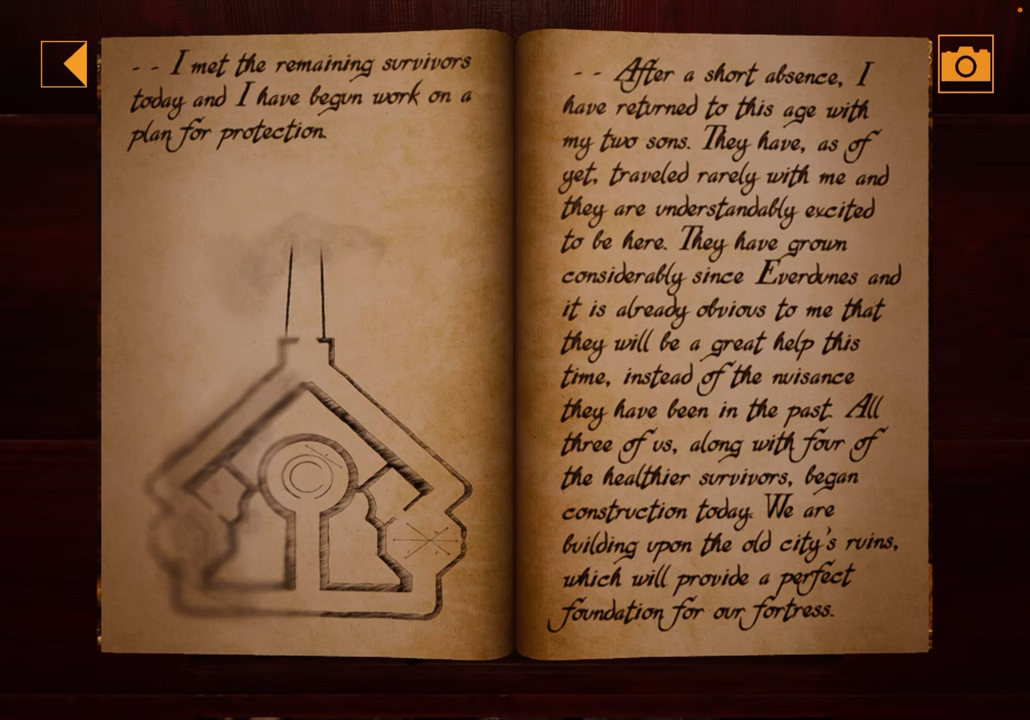 - - I met the remaining survivors
today and I have begun work on a
plan for protection.
- - After a short absence, I
have returned to this age with
my two sons. They have, as of
yet, traveled rarely with me and
they are understandably excited
to be here. They have grown
considerably since Everdunes and
it is already obvious to me that
they will be a great help this
time, instead of the nuisance
they have been in the past. All
three of us, along with four of
the healthier survivors, began
construction today. We are
building upon the old city's ruins,
which will provide a perfect
foundation for our fortress.